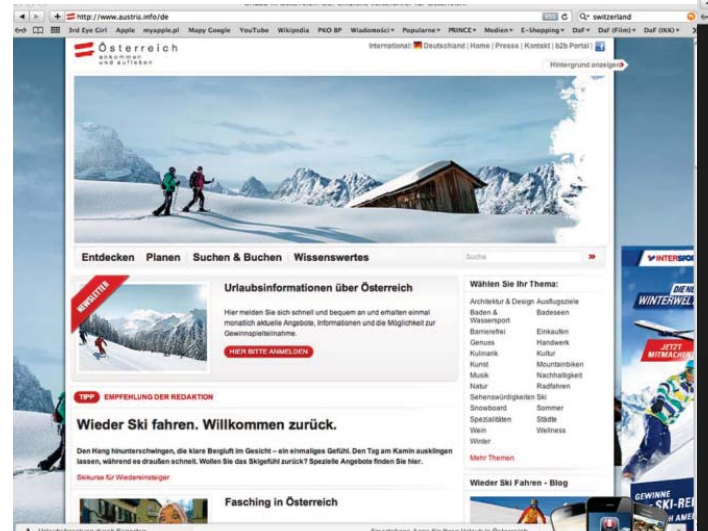 http://www.austria.info/de
switzerland
3rd Eye Girl Apple myapple.pl Mapy Google YouTube Wikipedia PKO BP Wiadomości Popularne PRINCE Medien E-Shopping DaF DaF (Film) DaF (IKK)
Österreich
ankommen
und aufleben
International: Deutschland | Home | Presse | Kontakt | b2b Portal |
Hintergrund anzeigen
Entdecken Planen Suchen & Buchen Wissenswertes
Suche
NEWSLETTER
Urlaubsinformationen über Österreich
Hier melden Sie sich schnell und bequem an und erhalten einmal
monatlich aktuelle Angebote, Informationen und die Möglichkeit zur
Gewinnspielteilnahme.
HIER BITTE ANMELDEN
TIPP EMPFEHLUNG DER REDAKTION
Wieder Ski fahren. Willkommen zurück.
Den Hang hinunterschwingen, die klare Bergluft im Gesicht – ein einmaliges Gefühl. Den Tag am Kamin ausklingen
lassen, während es draußen schneit. Wollen Sie das Skigefühl zurück? Spezielle Angebote finden Sie hier.
Skikurse für Wiedereinsteiger
Fasching in Österreich
Wählen Sie Ihr Thema:
Architektur & Design Ausflugsziele
Baden & Badeseen
Wassersport
Barrierefrei Einkaufen
Genuss Handwerk
Kulinarik Kultur
Kunst Mountainbiken
Musik Nachhaltigkeit
Natur Radfahren
Sehenswürdigkeiten Ski
Snowboard Sommer
Spezialitäten Städte
Wein Wellness
Winter
Mehr Themen
Wieder Ski Fahren - Blog
WINTERWEL
JETZT
MITMACHEN
GEWINNE